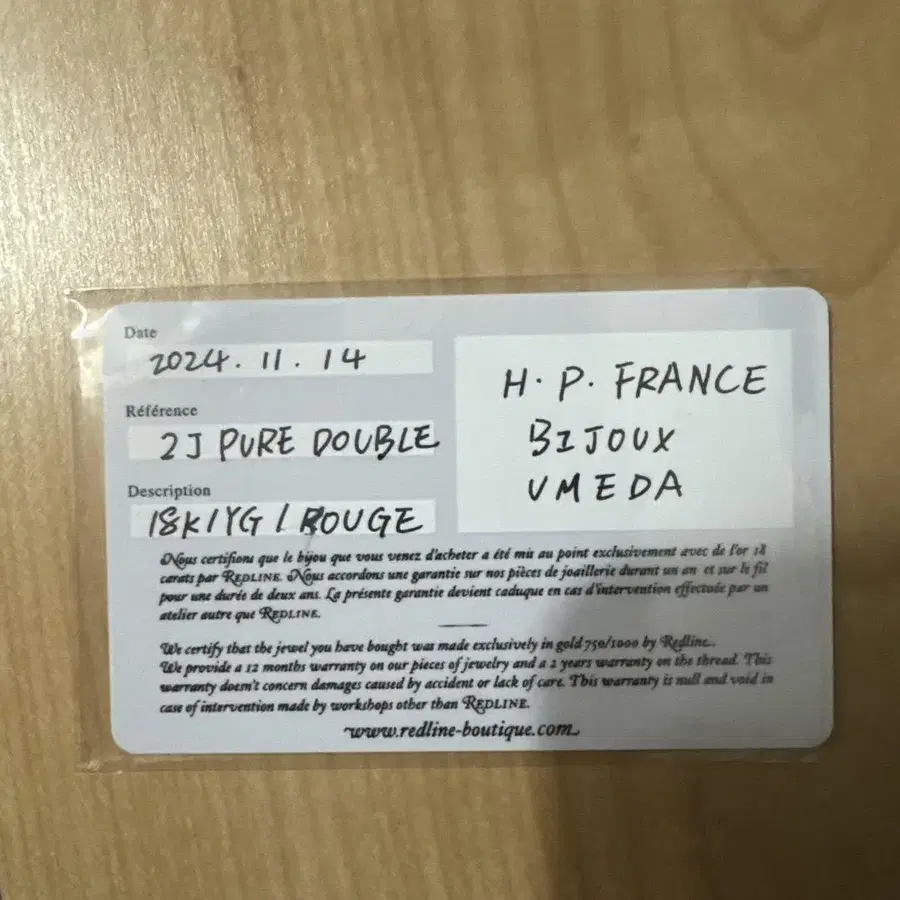 Date
2024. 11. 14
Référence
2J PURE DOUBLE
Description
18K/YG / ROUGE
H. P. FRANCE
BIJOUX
UMEDA
Nous certifions que le bijou que vous venez d'acheter a été mis au point exclusivement avec de l'or 18
carats par REDLINE. Nous accordons une garantie sur nos pièces de joaillerie durant un an et sur le fil
pour une durée de deux ans. La présente garantie devient caduque en cas d'intervention effectuée par un
atelier autre que REDLINE.
We certify that the jewel you have bought was made exclusively in gold 750/1000 by Redline.
We provide a 12 months warranty on our pieces of jewelry and a 2 years warranty on the thread. This
warranty doesn't concern damages caused by accident or lack of care. This warranty is null and void in
case of intervention made by workshops other than REDLINE.
www.redline-boutique.com